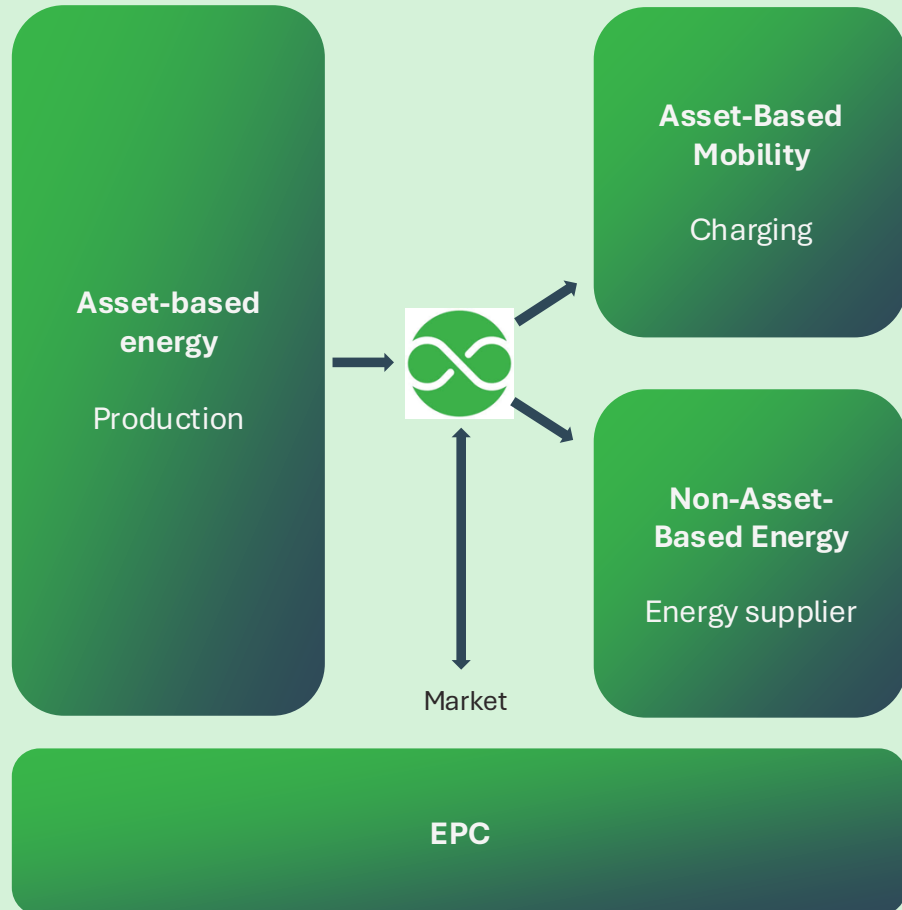 Asset-based
energy
Production
Asset-Based
Mobility
Charging
Non-Asset-
Based Energy
Energy supplier
Market
EPC